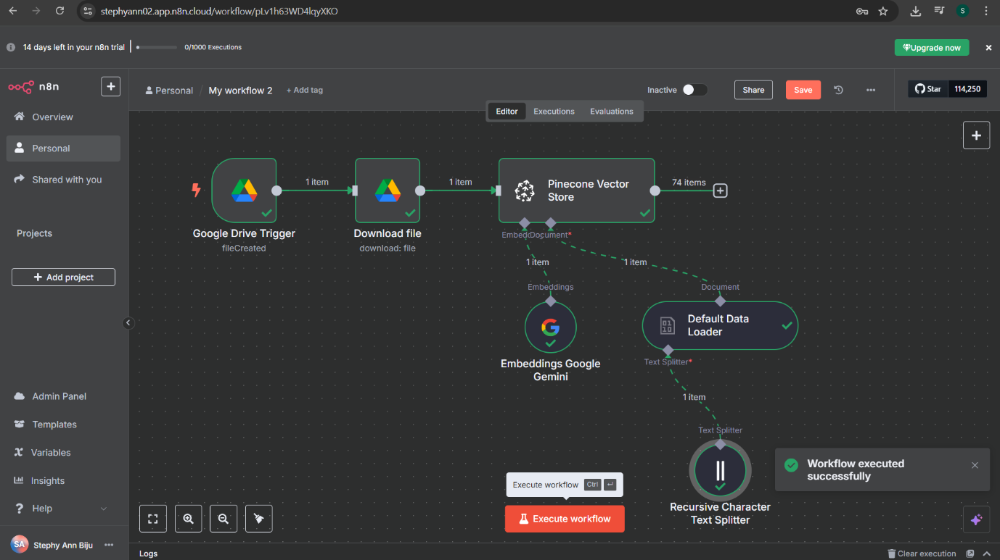 stephyann02.app.n8n.cloud/workflow/pLv1h63WD4lqyXKO
S
14 days left in your n8n trial
0/1000 Executions
Upgrade now
n8n
Personal / My workflow 2 + Add tag
Inactive
Share
Save
Star 114,250
Editor Executions Evaluations
Overview
Personal
Shared with you
Projects
Add project
Admin Panel
Templates
Variables
Insights
Help
SA Stephy Ann Biju
1 item
1 item
74 items
Google Drive Trigger
fileCreated
Download file
download: file
Pinecone Vector
Store
Document*
1 item
1 item
Embeddings
Document
Embeddings Google
Gemini
0110
Default Data
Loader
Text Splitter*
1 item
Text Splitter
Recursive Character
Text Splitter
Execute workflow Ctrl
Execute workflow
Workflow executed
successfully
Logs
Clear execution